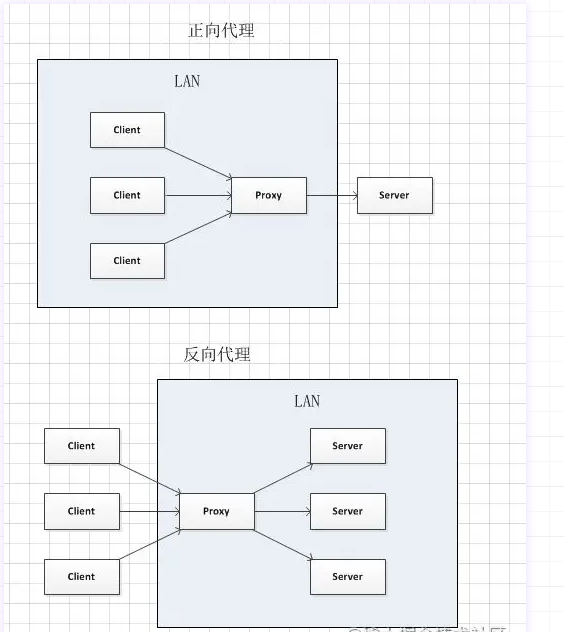 正向代理
LAN
Client
Client
Proxy
Server
Client
反向代理
LAN
Client
Server
Client
Proxy
Server
Client
Server